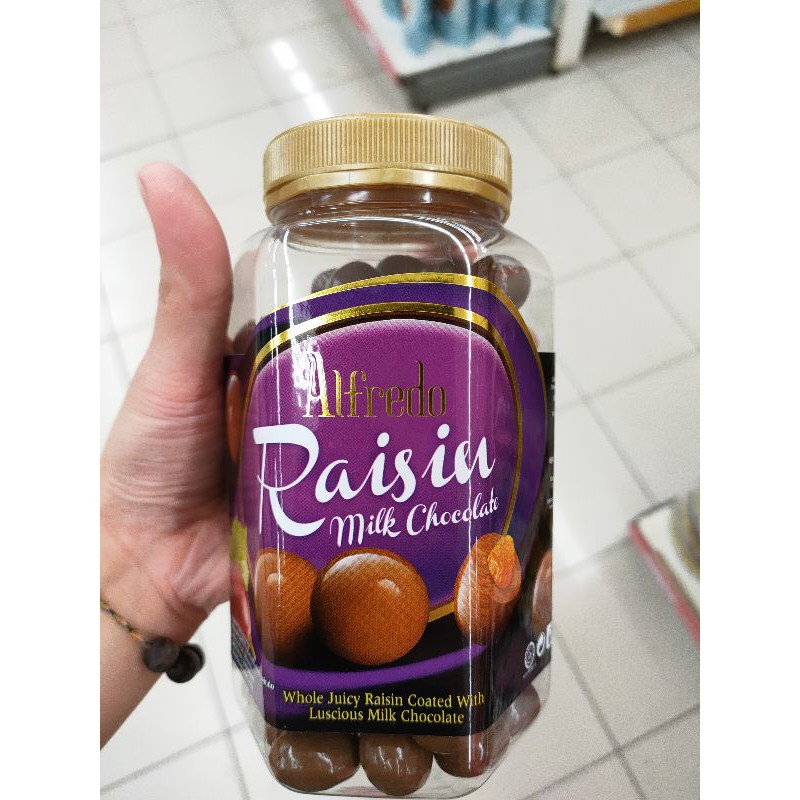 Alfredo
Raisin
Milk Chocolate
Whole Juicy Raisin Coated With
Luscious Milk Chocolate